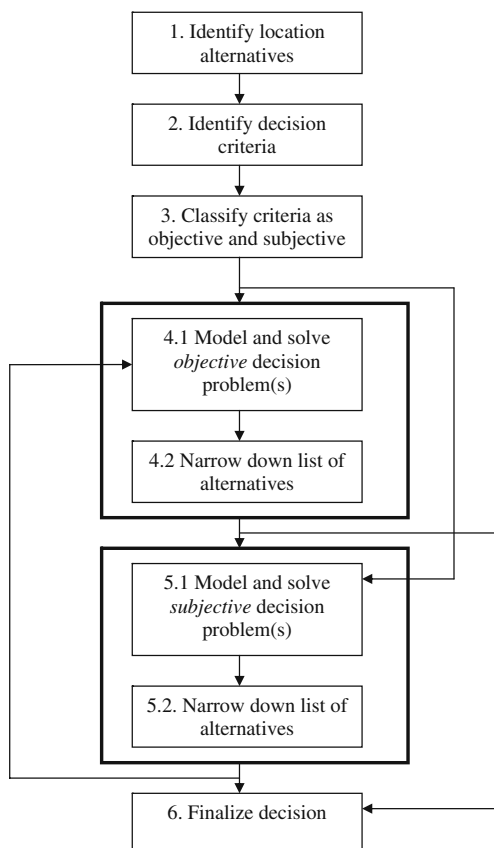 1. Identify location
alternatives
2. Identify decision
criteria
3. Classify criteria as
objective and subjective
4.1 Model and solve
objective decision
problem(s)
4.2 Narrow down list of
alternatives
5.1 Model and solve
subjective decision
problem(s)
5.2. Narrow down list of
alternatives
6. Finalize decision